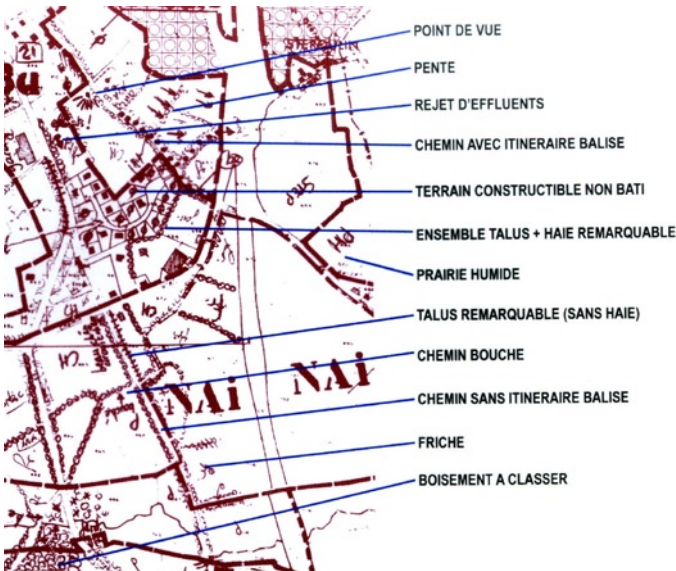 POINT DE VUE
PENTE
REJET D'EFFLUENTS
CHEMIN AVEC ITINERAIRE BALISE
TERRAIN CONSTRUCTIBLE NON BATI
ENSEMBLE TALUS + HAIE REMARQUABLE
PRAIRIE HUMIDE
TALUS REMARQUABLE (SANS HAIE)
CHEMIN BOUCHE
CHEMIN SANS ITINERAIRE BALISE
FRICHE
BOISEMENT A CLASSER
21
NAi
NAi